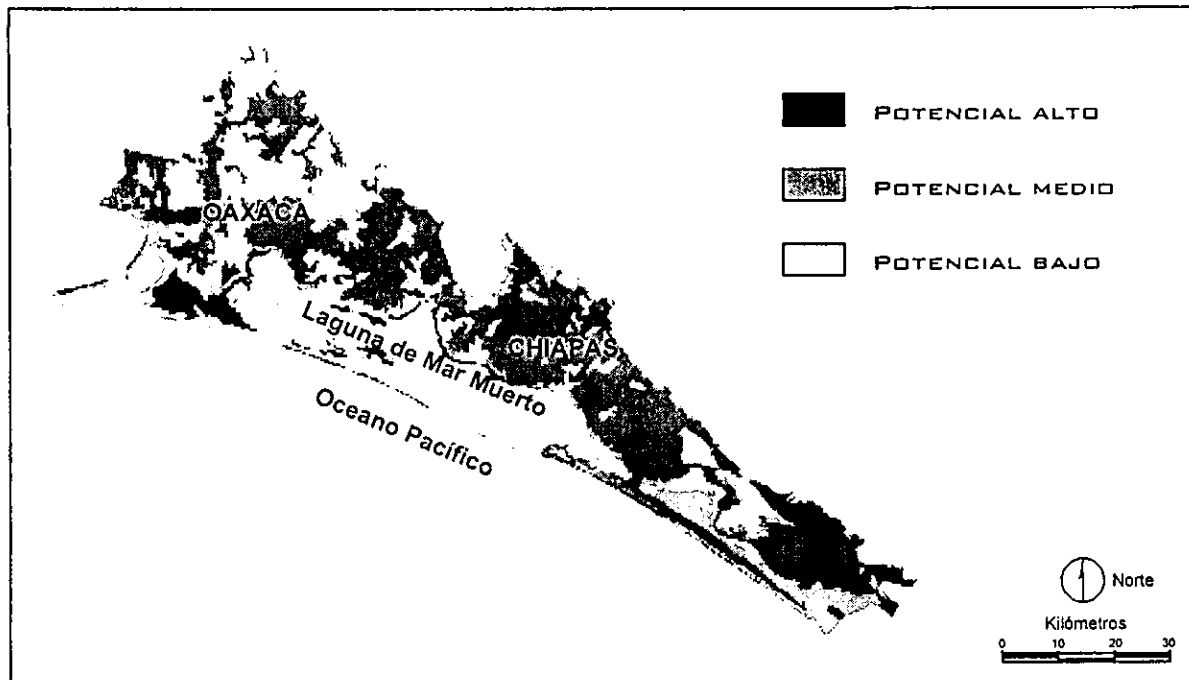 POTENCIAL ALTO
POTENCIAL MEDIO
POTENCIAL BAJO
OAXACA
CHIAPAS
Laguna de Mar Muerto
Oceano Pacífico
Norte
Kilómetros
0 10 20 30